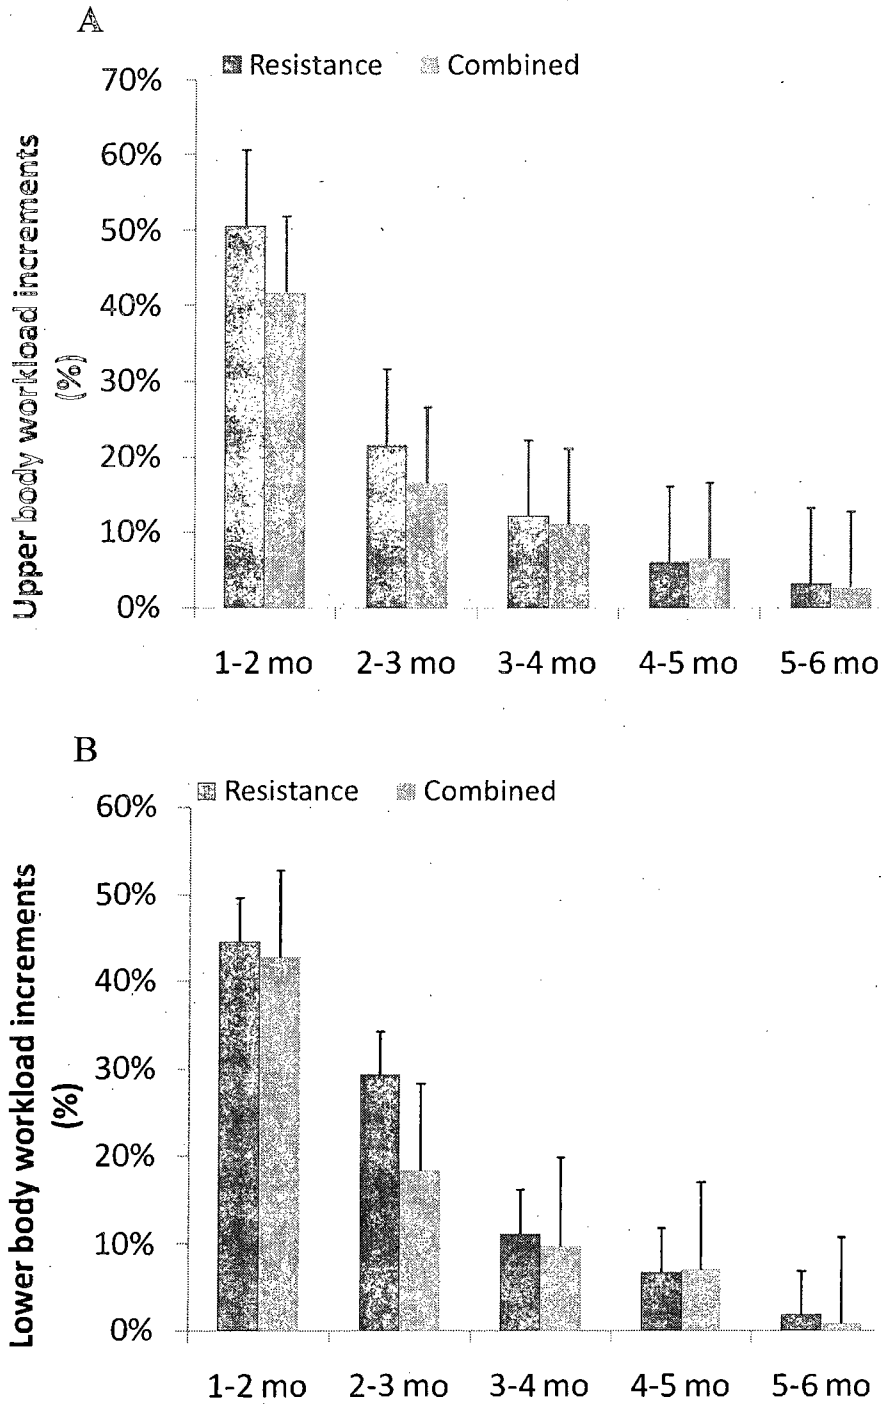 A
Resistance Combined
70%
60%
50%
40%
30%
20%
10%
0%
Upper body workload increments
(%)
1-2 mo 2-3 mo 3-4 mo 4-5 mo 5-6 mo
B
Resistance Combined
60%
50%
40%
30%
20%
10%
0%
Lower body workload increments
(%)
1-2 mo 2-3 mo 3-4 mo 4-5 mo 5-6 mo